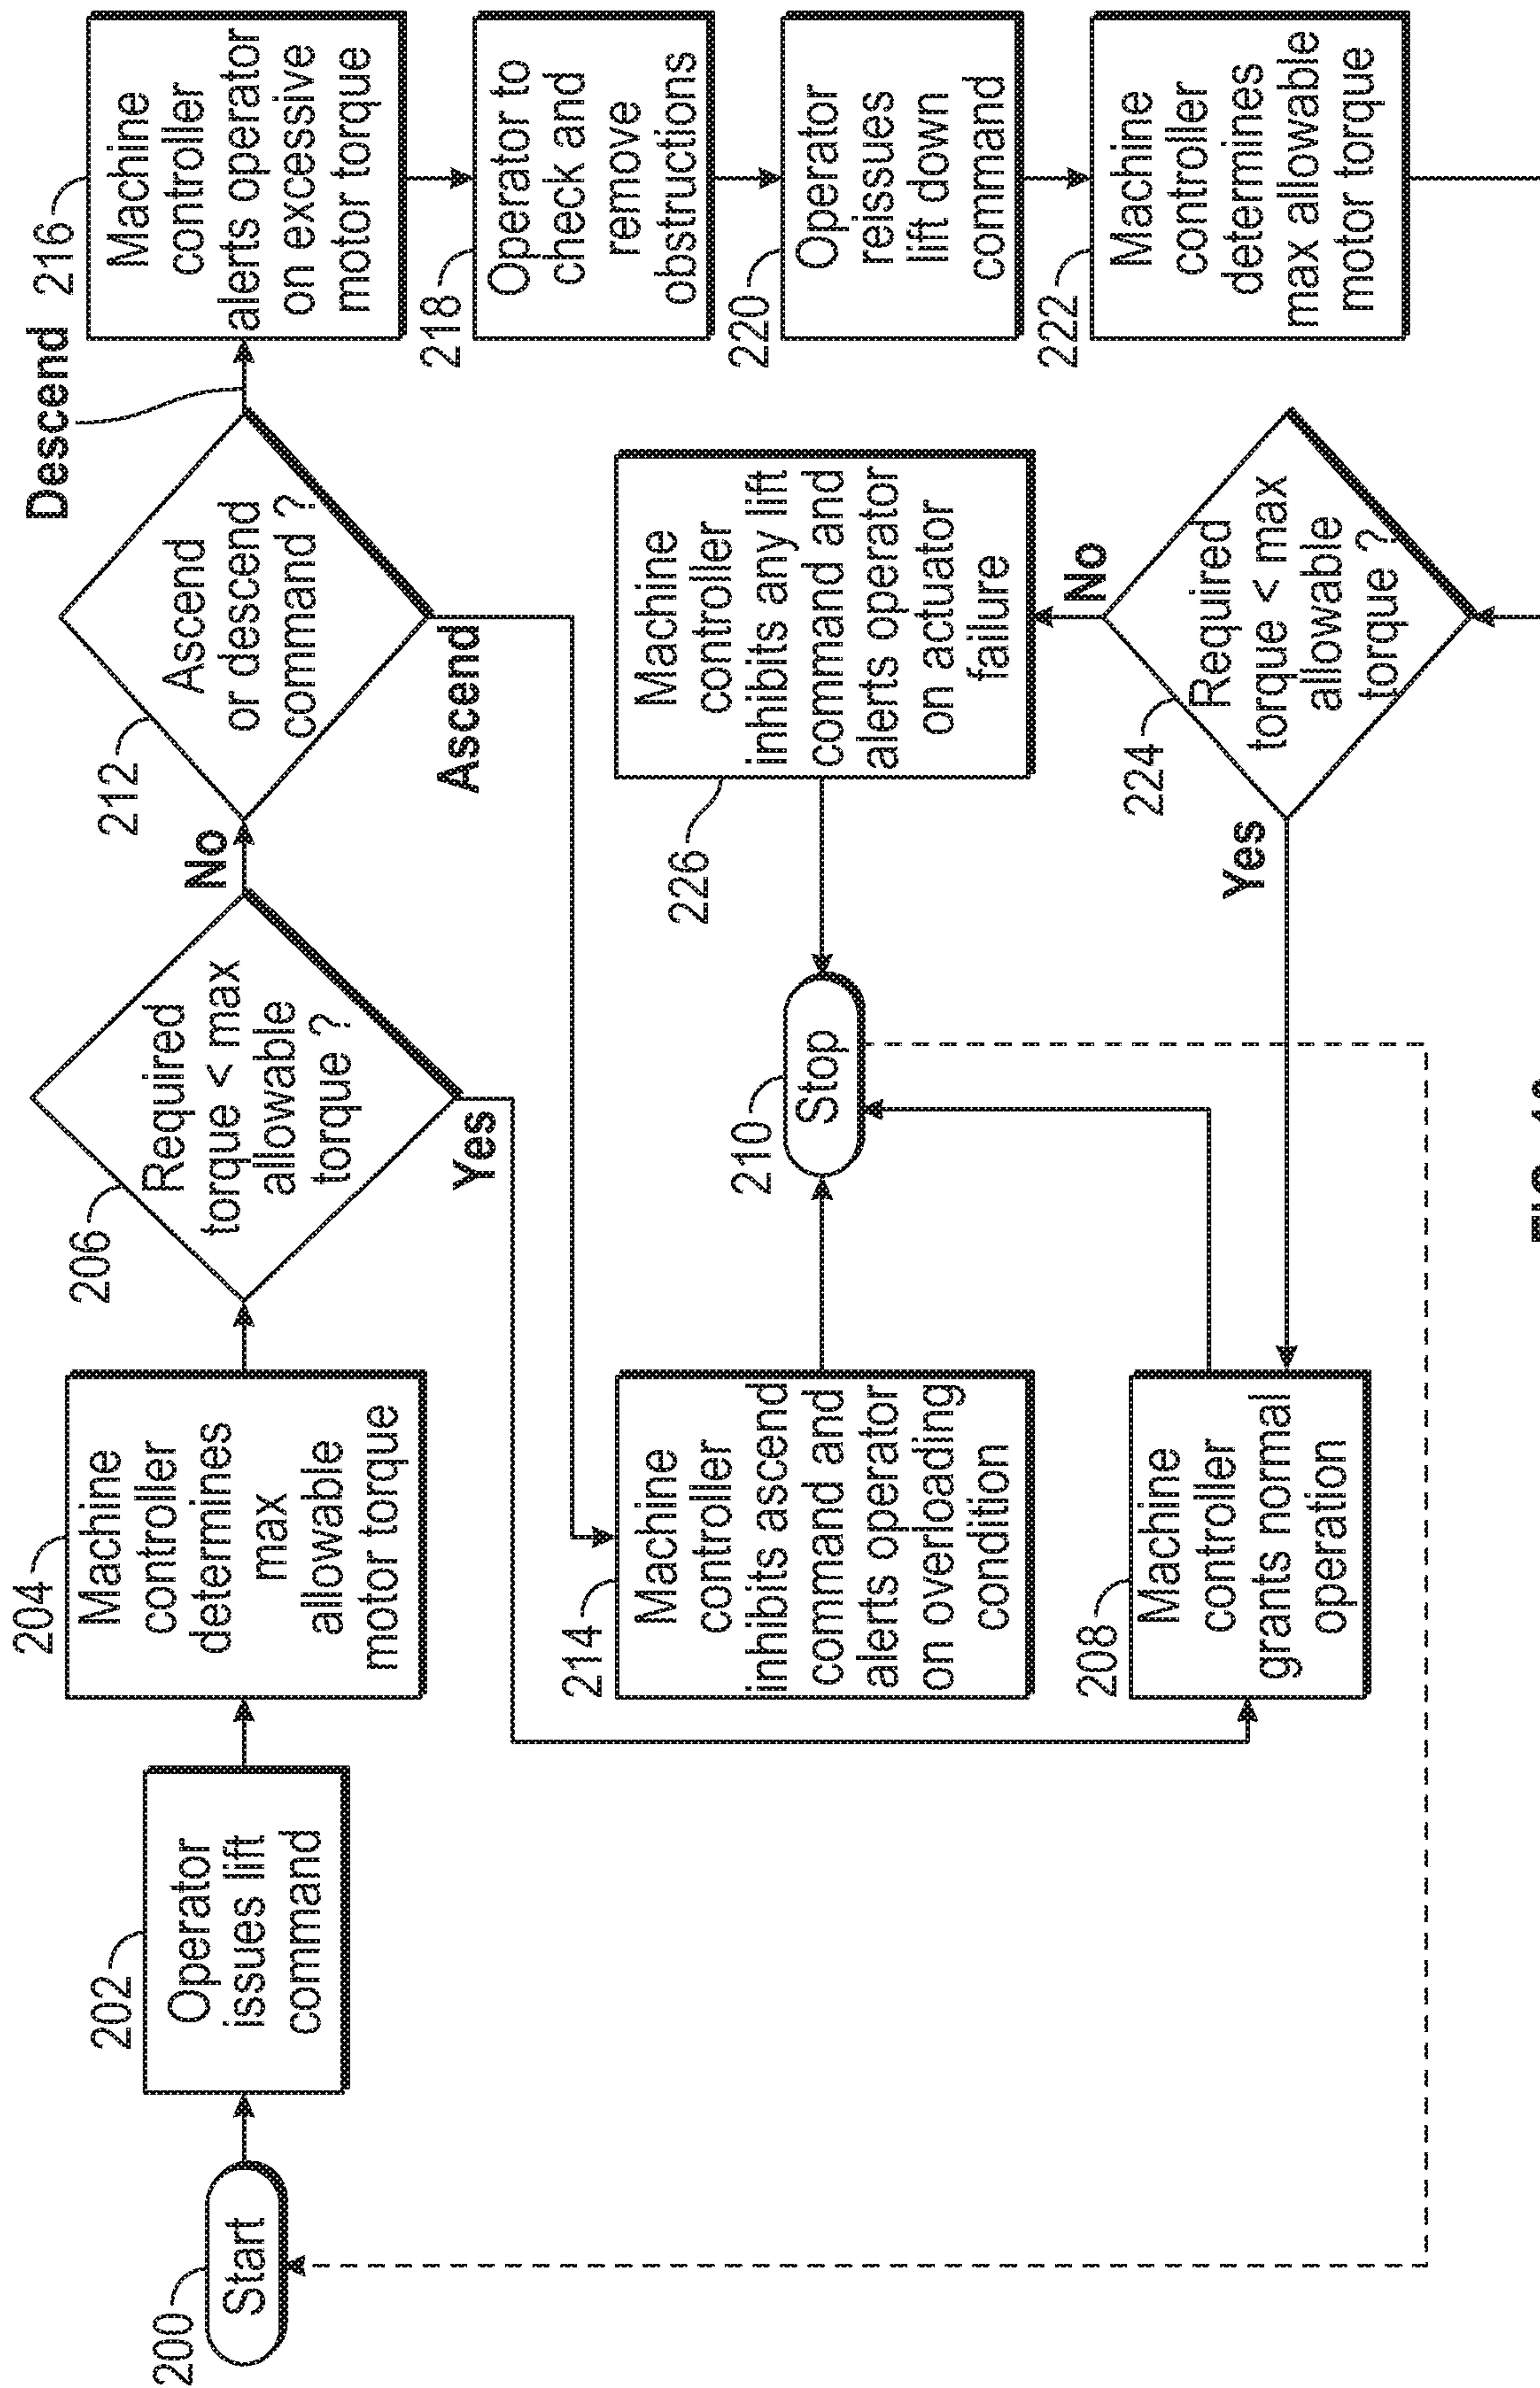 200
Start
202
Operator
issues lift
command
204
Machine
controller
determines
max
allowable
motor torque
206
Required
torque < max
allowable
torque ?
No
Yes
212
Ascend
or descend
command ?
Descend
Ascend
216
Machine
controller
alerts operator
on excessive
motor torque
218
Operator to
check and
remove
obstructions
220
Operator
reissues
lift down
command
222
Machine
controller
determines
max allowable
motor torque
214
Machine
controller
inhibits ascend
command and
alerts operator
on overloading
condition
210
Stop
226
Machine
controller
inhibits any lift
command and
alerts operator
on actuator
failure
208
Machine
controller
grants normal
operation
Yes
224
Required
torque < max
allowable
torque ?
No